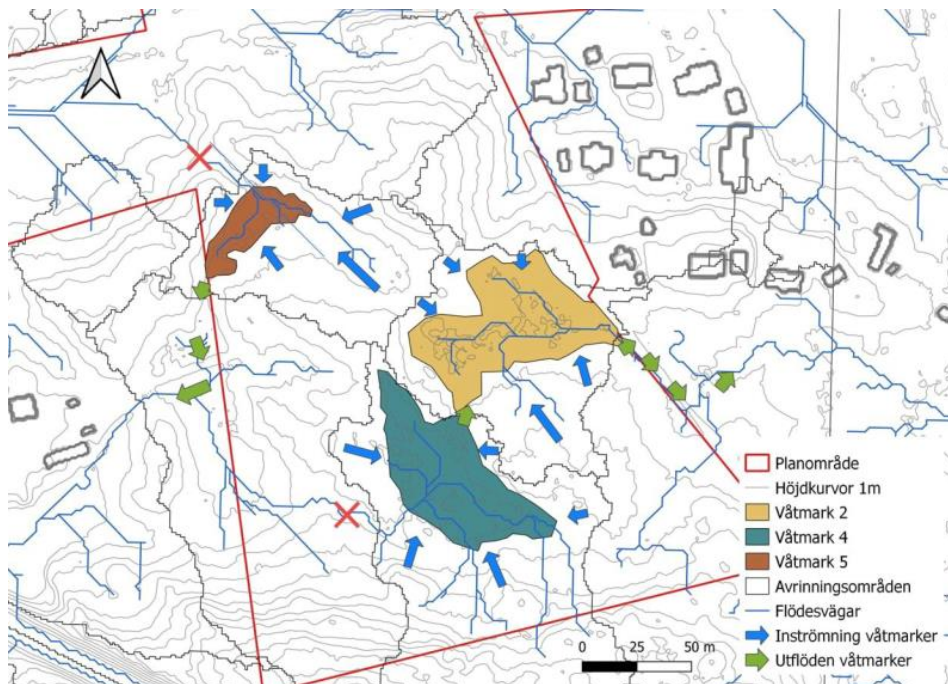 Planområde
Höjdkurvor 1m
Våtmark 2
Våtmark 4
Våtmark 5
Avrinningsområden
Flödesvägar
Inströmning våtmarker
Utflöden våtmarker
0 25 50 m